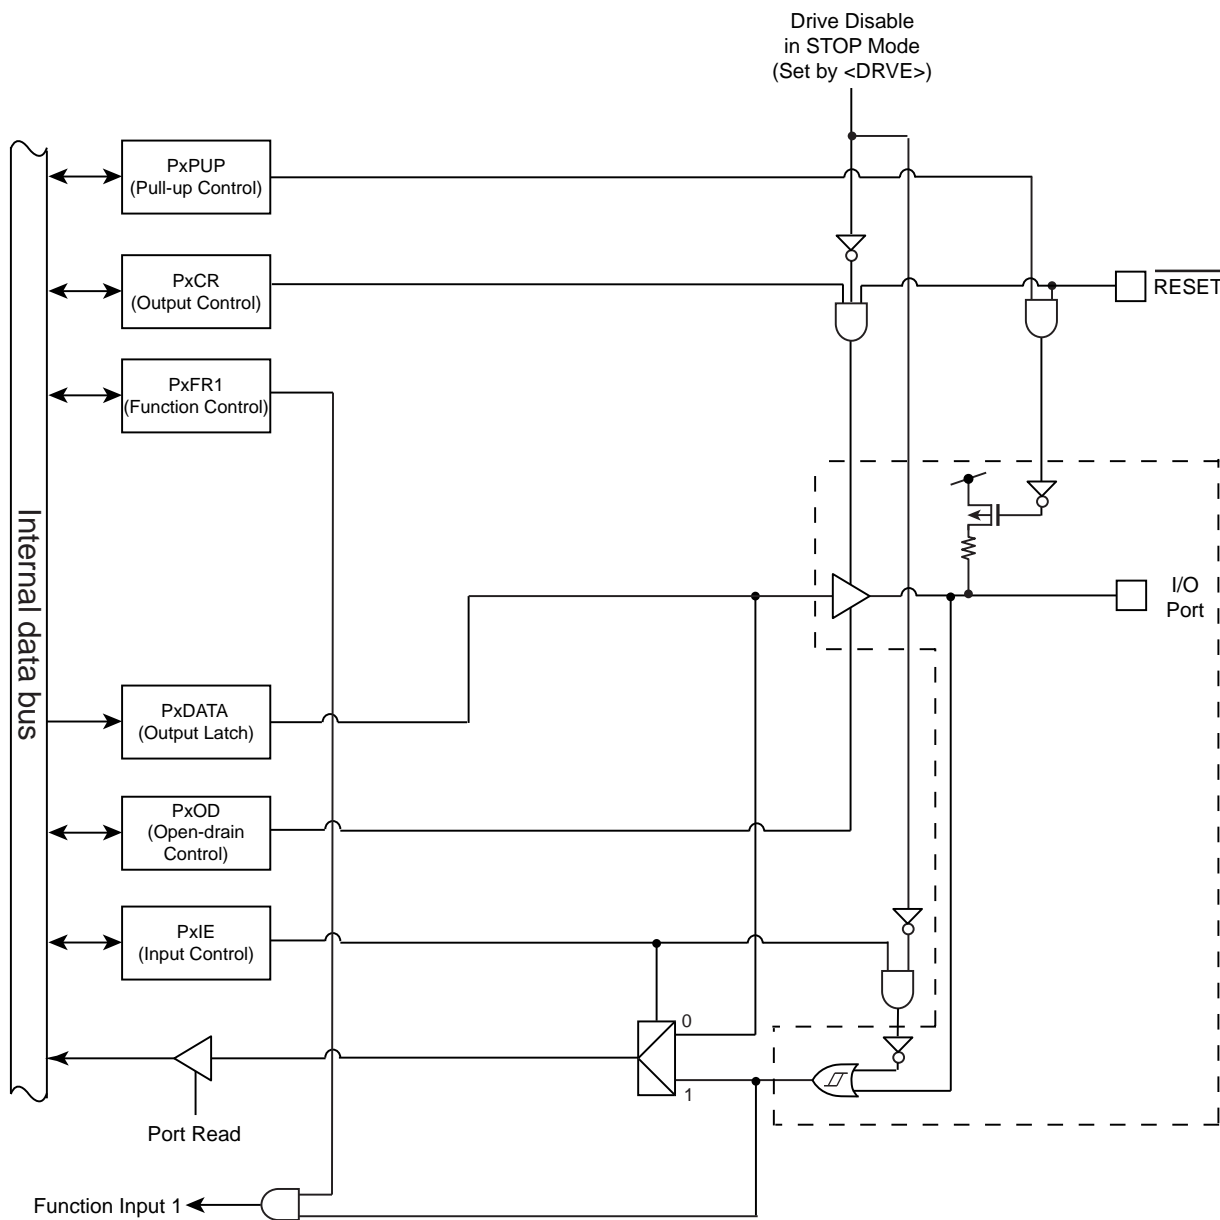 Drive Disable
in STOP Mode
(Set by <DRVE>)
PxPUP
(Pull-up Control)
PxCR
(Output Control)
RESET
PxFR1
(Function Control)
Internal data bus
I/O
Port
PxDATA
(Output Latch)
PxOD
(Open-drain
Control)
PxIE
(Input Control)
0
1
Port Read
Function Input 1